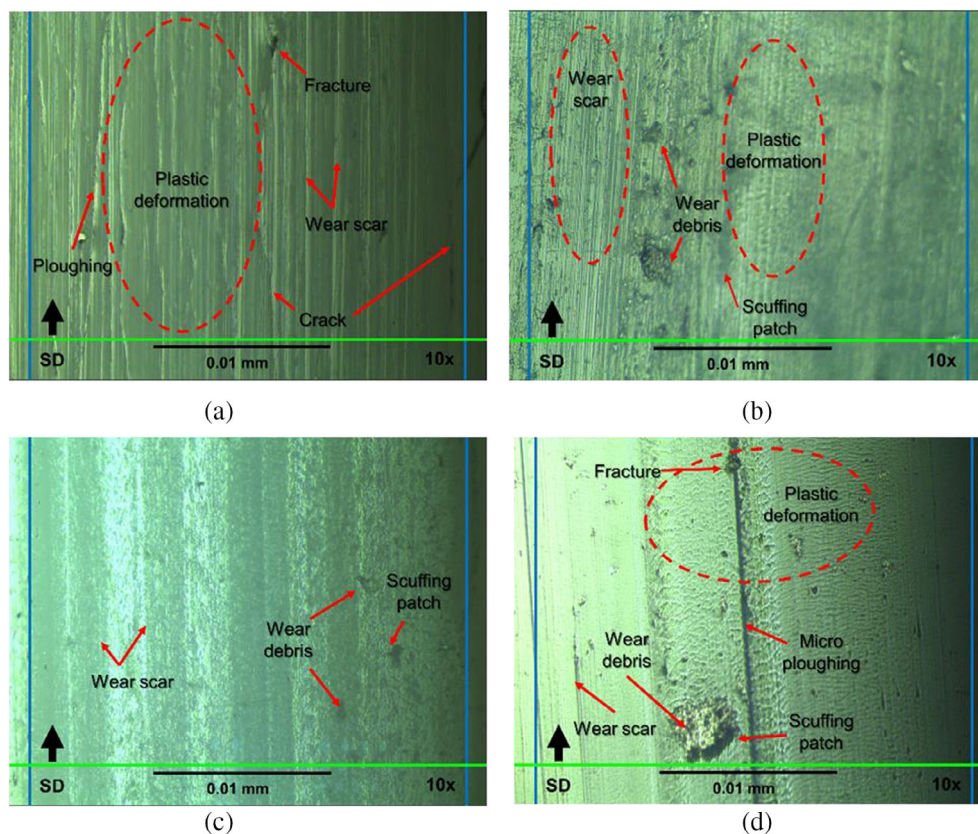 Fracture
Plastic
deformation
Wear scar
Ploughing
Crack
SD
0.01 mm
10x
(a)
Wear
scar
Plastic
deformation
Wear
debris
Scuffing
patch
SD
0.01 mm
10x
(b)
Scuffing
patch
Wear
debris
Wear scar
SD
0.01 mm
10x
(c)
Fracture
Plastic
deformation
Wear
debris
Micro
ploughing
Wear scar
Scuffing
patch
SD
0.01 mm
10x
(d)